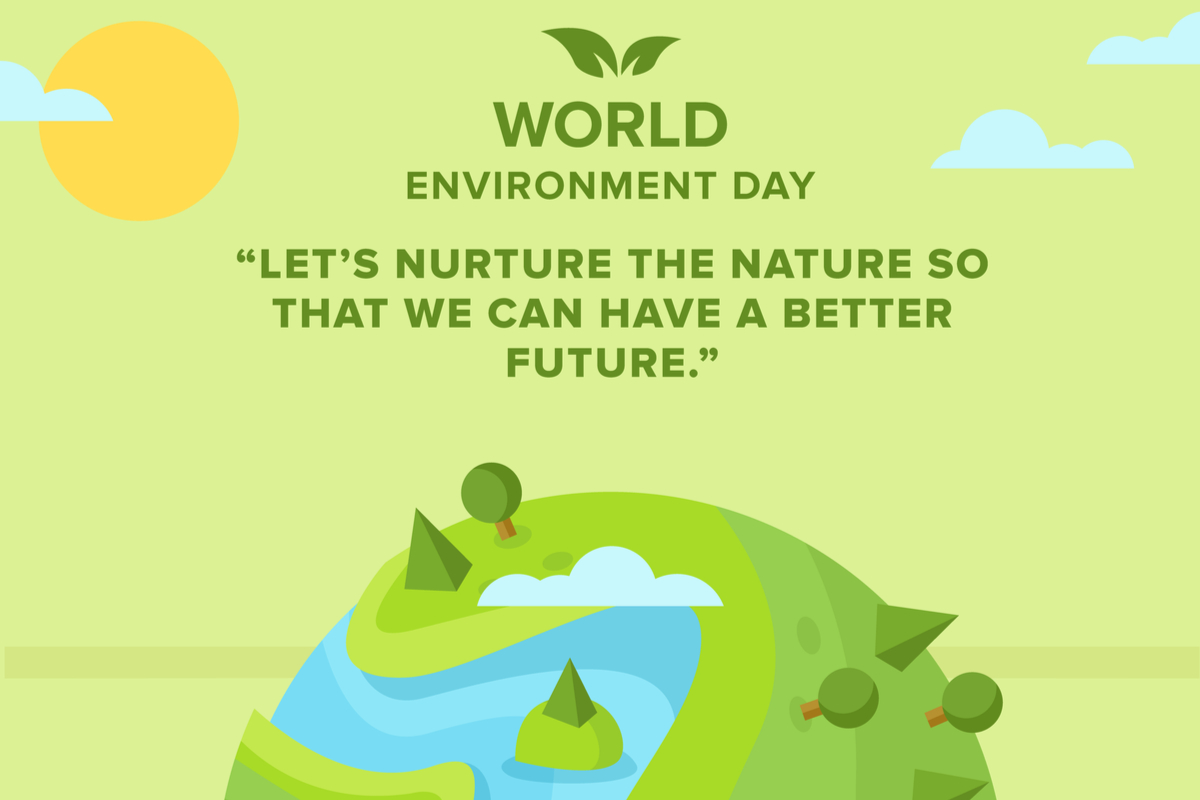 WORLD
ENVIRONMENT DAY
“LET’S NURTURE THE NATURE SO
THAT WE CAN HAVE A BETTER
FUTURE.”